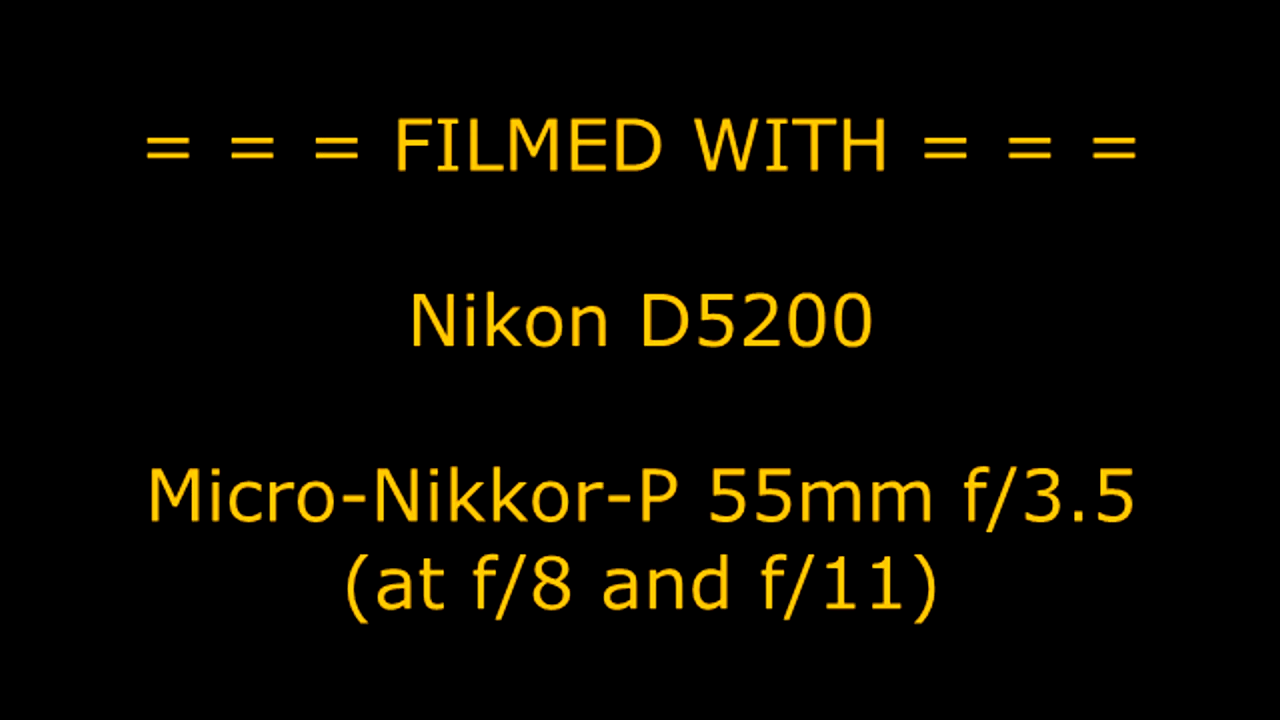 = = = FILMED WITH = = =
Nikon D5200
Micro-Nikkor-P 55mm f/3.5
(at f/8 and f/11)